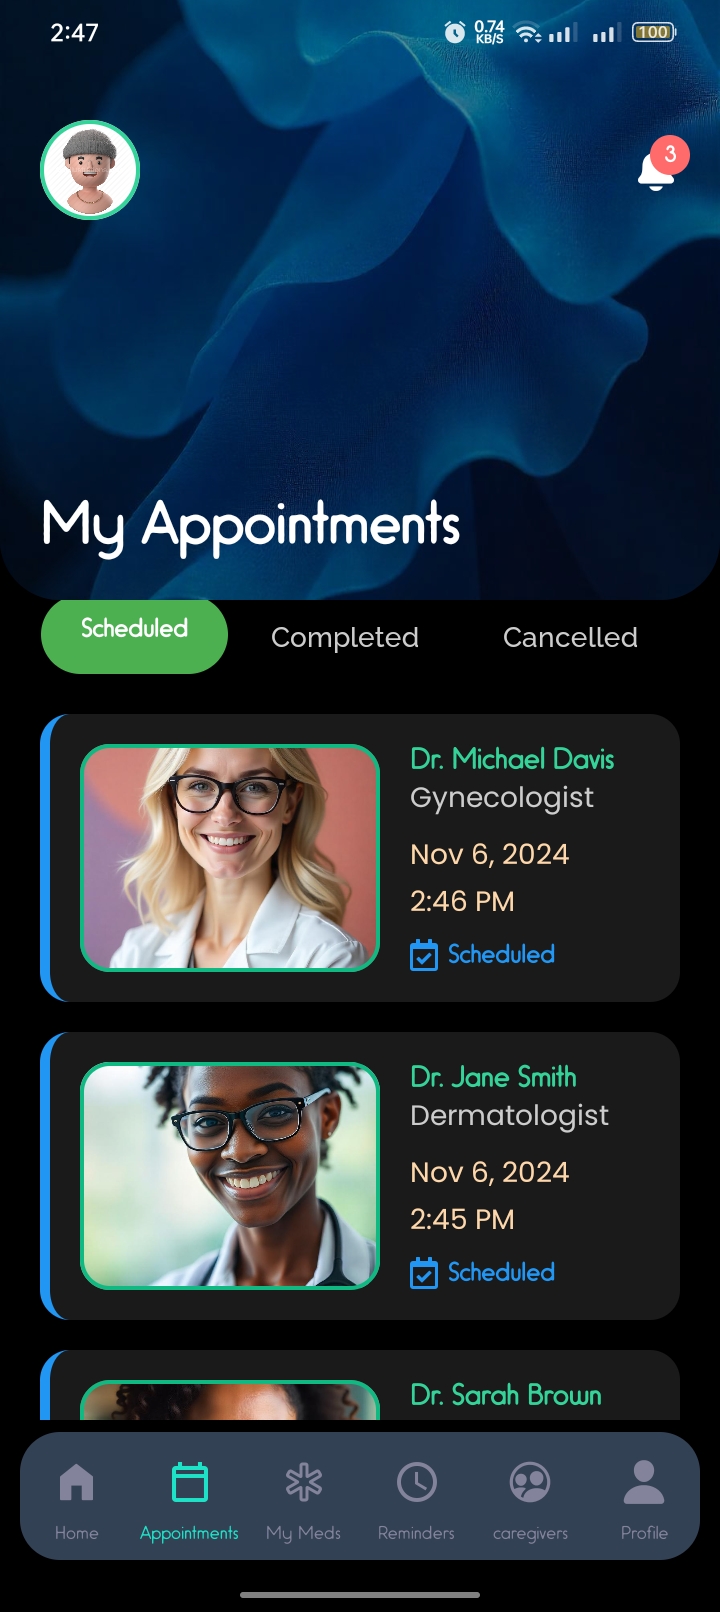 2:47
0.74
KB/S
100
3
My Appointments
Scheduled
Completed
Cancelled
Dr. Michael Davis
Gynecologist
Nov 6, 2024
2:46 PM
Scheduled
Dr. Jane Smith
Dermatologist
Nov 6, 2024
2:45 PM
Scheduled
Dr. Sarah Brown
Home
Appointments
My Meds
Reminders
caregivers
Profile